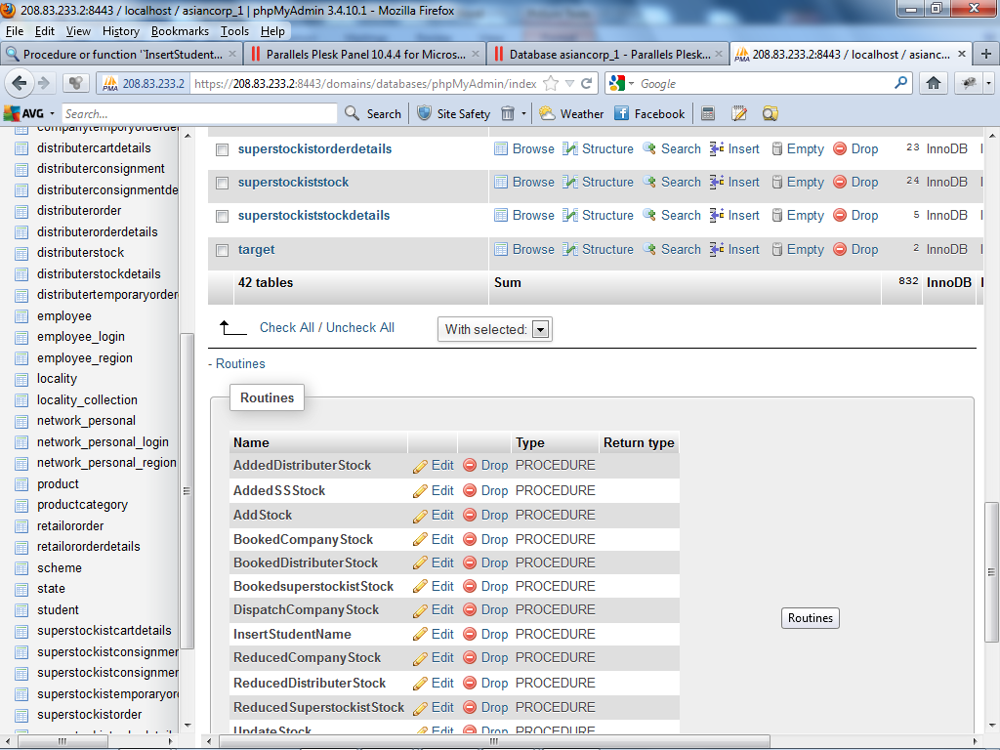 208.83.233.2:8443 / localhost / asiancorp_1 | phpMyAdmin 3.4.10.1 - Mozilla Firefox
File Edit View History Bookmarks Tools Help
Procedure or function "InsertStudent...
Parallels Plesk Panel 10.4.4 for Micros...
Database asiancorp_1 - Parallels Plesk...
208.83.233.2:8443 / localhost / asianc...
208.83.233.2 https://208.83.233.2:8443/domains/databases/phpMyAdmin/index Google
AVG Search... Search Site Safety Weather Facebook
distributercartdetails
distributerconsignment
distributerconsignmentde
distributerorder
distributerorderdetails
distributerstock
distributerstockdetails
distributertemporaryorder
employee
employee_login
employee_region
locality
locality_collection
network_personal
network_personal_login
network_personal_region
product
productcategory
retailororder
retailororderdetails
scheme
state
student
superstockistcartdetails
superstockistconsignmer
superstockistconsignmer
superstockistemporaryor
superstockistorder
superstockistorderdetails Browse Structure Search Insert Empty Drop 23 InnoDB
superstockiststock Browse Structure Search Insert Empty Drop 24 InnoDB
superstockiststockdetails Browse Structure Search Insert Empty Drop 5 InnoDB
target Browse Structure Search Insert Empty Drop 2 InnoDB
42 tables Sum 832 InnoDB
Check All / Uncheck All With selected:
- Routines
Routines
Name Type Return type
AddedDistributerStock Edit Drop PROCEDURE
AddedSSStock Edit Drop PROCEDURE
AddStock Edit Drop PROCEDURE
BookedCompanyStock Edit Drop PROCEDURE
BookedDistributerStock Edit Drop PROCEDURE
BookedsuperstockistStock Edit Drop PROCEDURE
DispatchCompanyStock Edit Drop PROCEDURE
InsertStudentName Edit Drop PROCEDURE
ReducedCompanyStock Edit Drop PROCEDURE
ReducedDistributerStock Edit Drop PROCEDURE
ReducedSuperstockistStock Edit Drop PROCEDURE
UpdateStock Edit Drop PROCEDURE
Routines